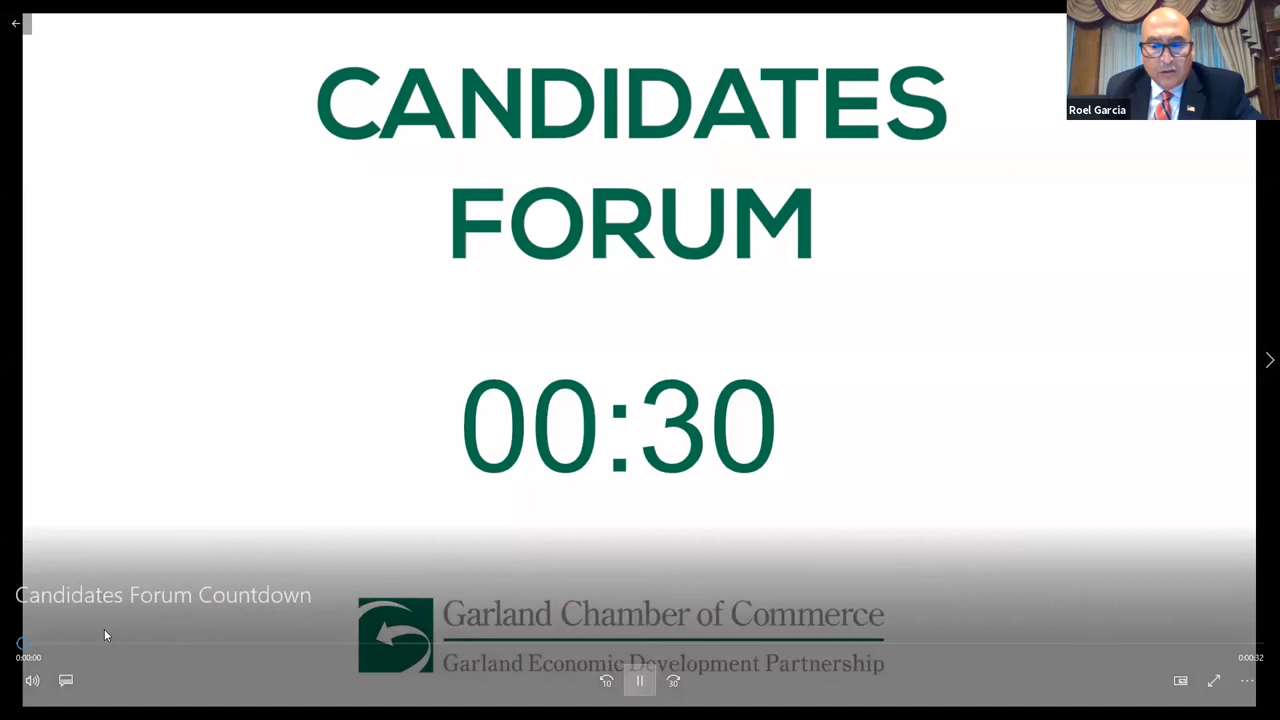 CANDIDATES
FORUM
Roel Garcia
00:30
Candidates Forum Countdown
Garland Chamber of Commerce
Garland Economic Development Partnership
0:00:00
0:00:32
10
30